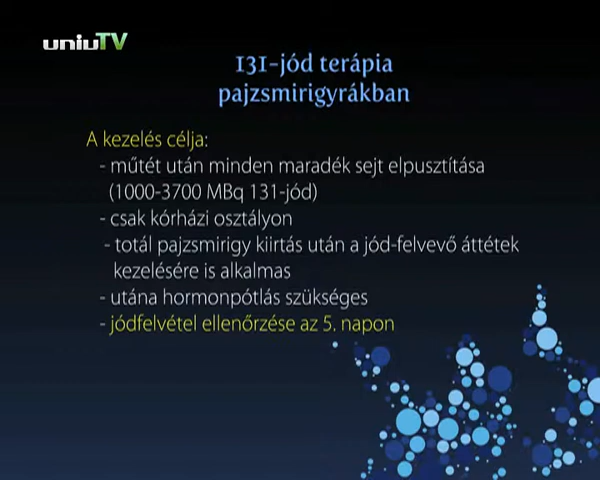 uniuTV
131-jód terápia
pajzsmirigyrákban
A kezelés célja:
- műtét után minden maradék sejt elpusztítása
(1000-3700 MBq 131-jód)
- csak kórházi osztályon
- totál pajzsmirigy kiirtás után a jód-felvevő áttétek
kezelésére is alkalmas
- utána hormonpótlás szükséges
- jódfelvétel ellenőrzése az 5. napon